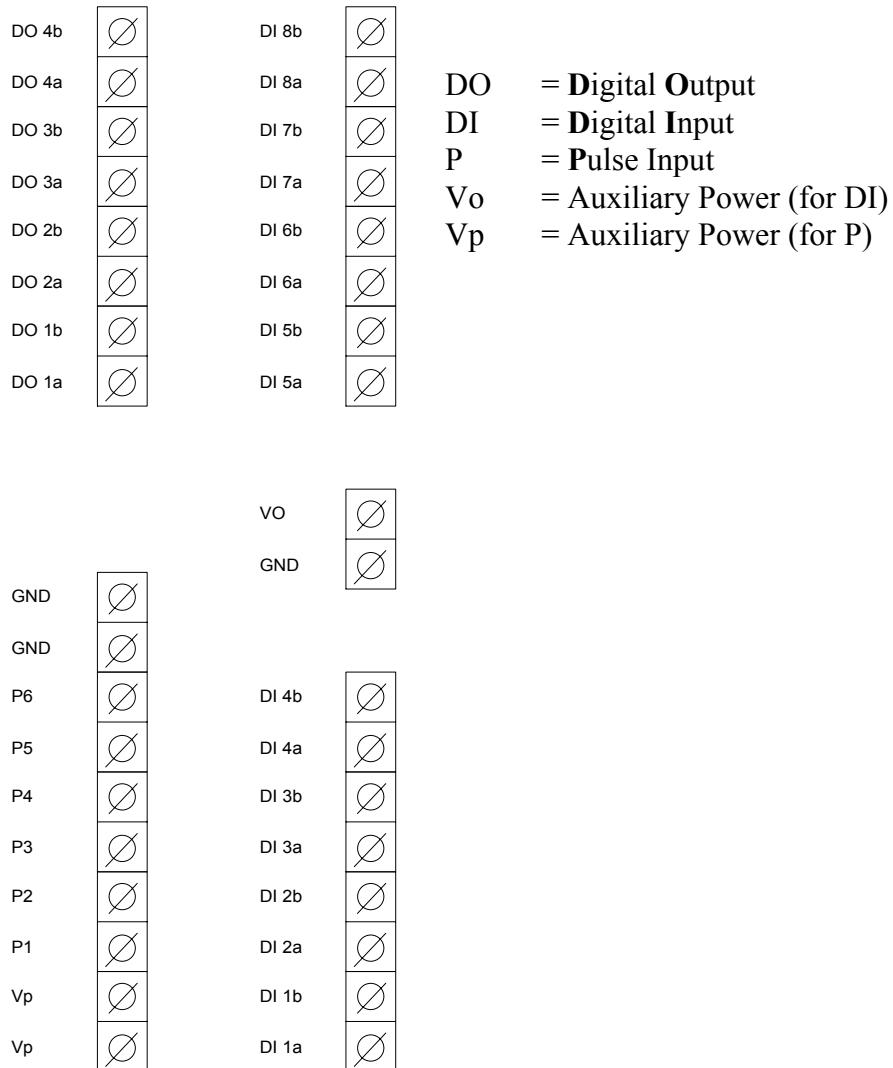 DO 4b
DO 4a
DO 3b
DO 3a
DO 2b
DO 2a
DO 1b
DO 1a
DI 8b
DI 8a
DI 7b
DI 7a
DI 6b
DI 6a
DI 5b
DI 5a
DO = Digital Output
DI = Digital Input
P = Pulse Input
Vo = Auxiliary Power (for DI)
Vp = Auxiliary Power (for P)
VO
GND
GND
GND
P6
P5
P4
P3
P2
P1
Vp
Vp
DI 4b
DI 4a
DI 3b
DI 3a
DI 2b
DI 2a
DI 1b
DI 1a